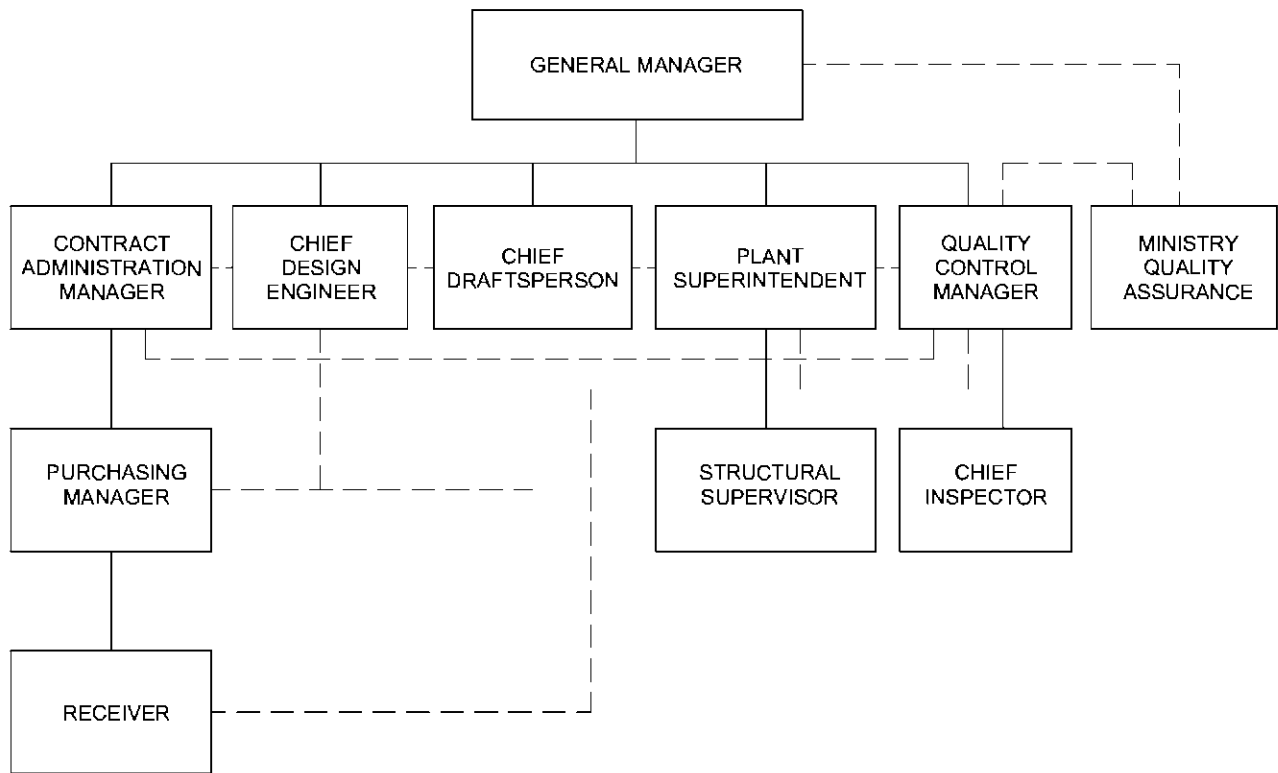 GENERAL MANAGER
CONTRACT
ADMINISTRATION
MANAGER
CHIEF
DESIGN
ENGINEER
CHIEF
DRAFTSPERSON
PLANT
SUPERINTENDENT
QUALITY
CONTROL
MANAGER
MINISTRY
QUALITY
ASSURANCE
PURCHASING
MANAGER
STRUCTURAL
SUPERVISOR
CHIEF
INSPECTOR
RECEIVER